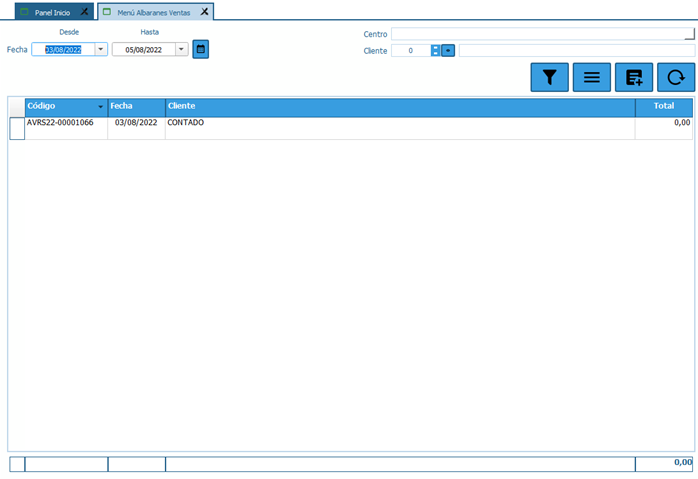 Panel Inicio Menú Albaranes Ventas
Desde Hasta
Centro
Fecha 03/08/2022 05/08/2022
Cliente 0
Código Fecha Cliente Total
AVRS22-00001066 03/08/2022 CONTADO 0,00
0,00